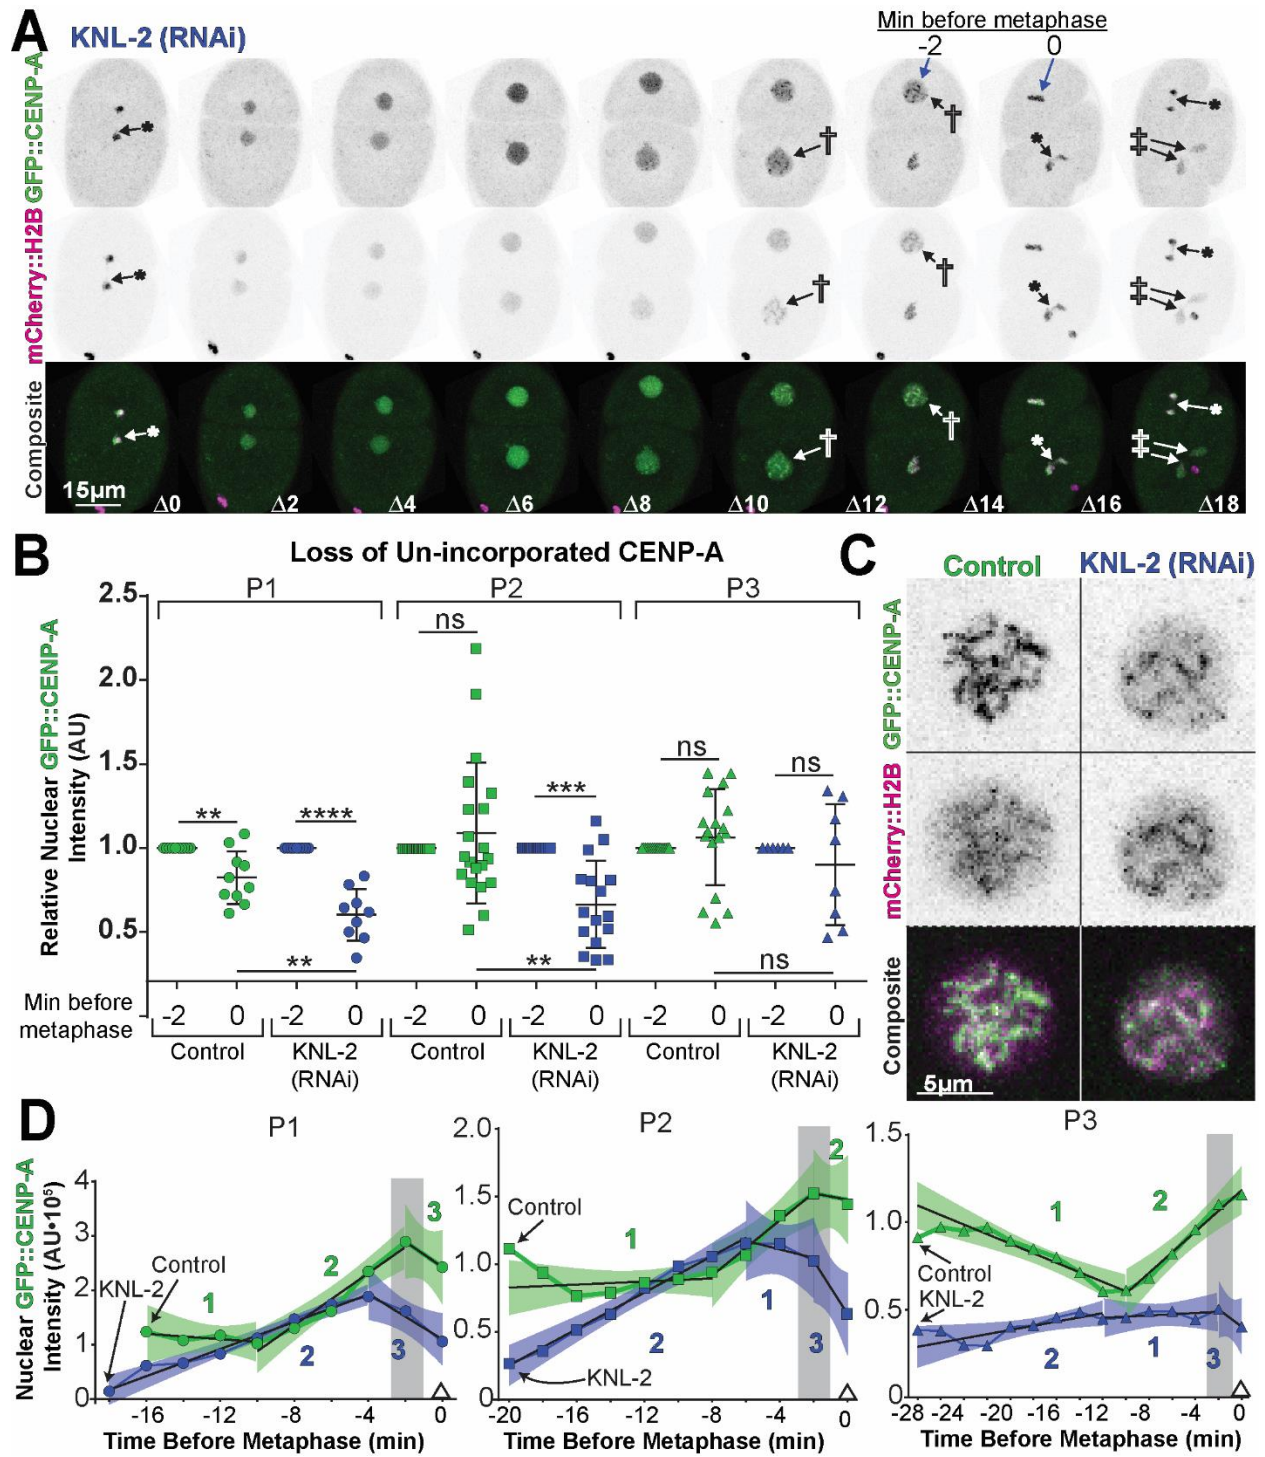 A
KNL-2 (RNAi)
Min before metaphase
-2
0
GFP::CENP-A
*
†
†
*
*
‡
mCherry::H2B
*
†
†
*
*
‡
Composite
*
†
†
*
*
‡
15µm
Δ0
Δ2
Δ4
Δ6
Δ8
Δ10
Δ12
Δ14
Δ16
Δ18
B
Loss of Un-incorporated CENP-A
P1
P2
P3
Relative Nuclear GFP::CENP-A
Intensity (AU)
2.5
2.0
1.5
1.0
0.5
**
****
**
ns
***
**
ns
ns
ns
Min before
metaphase
-2
0
-2
0
-2
0
-2
0
-2
0
-2
0
Control
KNL-2
(RNAi)
Control
KNL-2
(RNAi)
Control
KNL-2
(RNAi)
C
Control
KNL-2 (RNAi)
GFP::CENP-A
mCherry::H2B
Composite
5µm
D
Nuclear GFP::CENP-A
Intensity (AU•10⁵)
P1
4
3
2
1
0
KNL-2
Control
1
2
3
2
3
-16
-12
-8
-4
0
Time Before Metaphase (min)
P2
2.0
1.5
1.0
0.5
0
Control
1
2
KNL-2
2
1
3
-20
-16
-12
-8
-4
0
Time Before Metaphase (min)
P3
1.5
1.0
0.5
0
Control
KNL-2
1
2
2
1
3
-28
-24
-20
-16
-12
-8
-4
0
Time Before Metaphase (min)